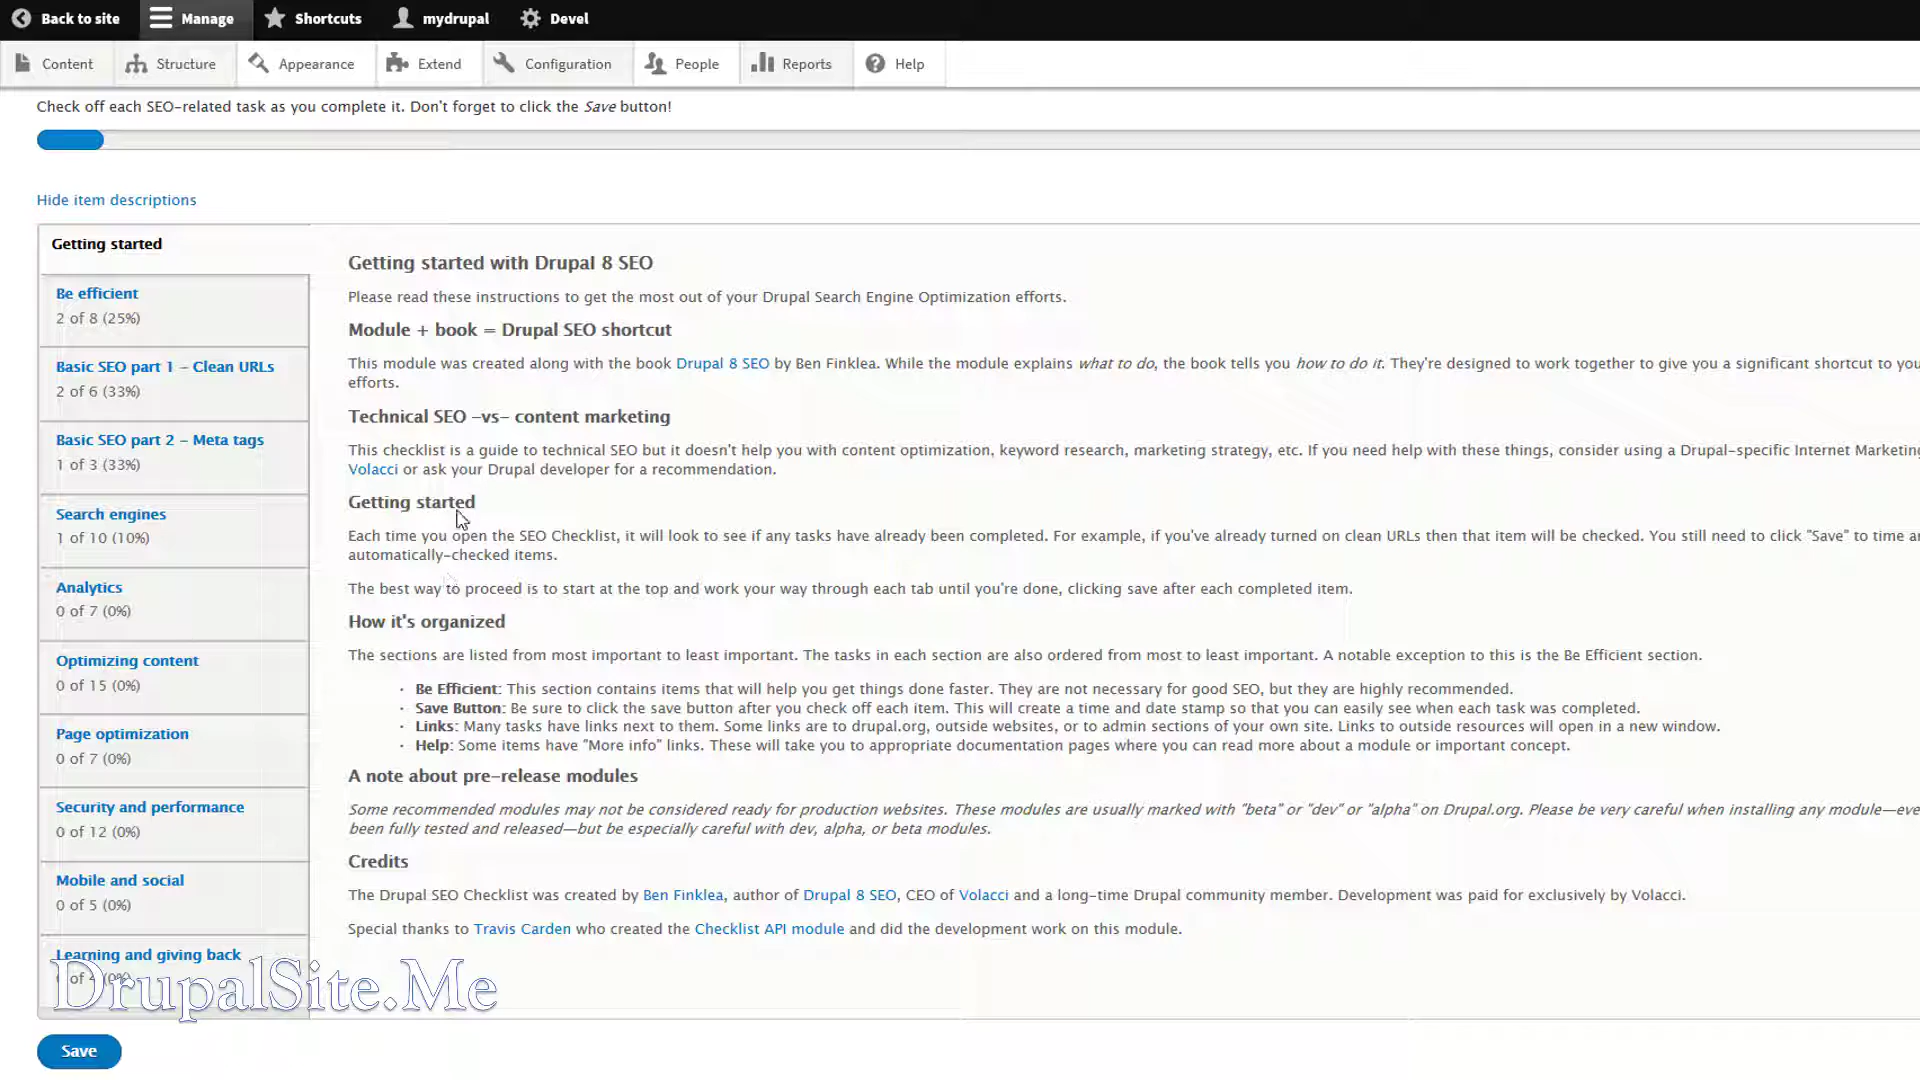 Back to site
Manage
Shortcuts
mydrupal
Devel
Content
Structure
Appearance
Extend
Configuration
People
Reports
Help
Check off each SEO-related task as you complete it. Don't forget to click the Save button!
Hide item descriptions
Getting started
Be efficient
2 of 8 (25%)
Basic SEO part 1 - Clean URLs
2 of 6 (33%)
Basic SEO part 2 - Meta tags
1 of 3 (33%)
Search engines
1 of 10 (10%)
Analytics
0 of 7 (0%)
Optimizing content
0 of 15 (0%)
Page optimization
0 of 7 (0%)
Security and performance
0 of 12 (0%)
Mobile and social
0 of 5 (0%)
Learning and giving back
Getting started with Drupal 8 SEO
Please read these instructions to get the most out of your Drupal Search Engine Optimization efforts.
Module + book = Drupal SEO shortcut
This module was created along with the book Drupal 8 SEO by Ben Finklea. While the module explains what to do, the book tells you how to do it. They're designed to work together to give you a significant shortcut to you
efforts.
Technical SEO -vs- content marketing
This checklist is a guide to technical SEO but it doesn't help you with content optimization, keyword research, marketing strategy, etc. If you need help with these things, consider using a Drupal-specific Internet Marketing
Volacci or ask your Drupal developer for a recommendation.
Getting started
Each time you open the SEO Checklist, it will look to see if any tasks have already been completed. For example, if you've already turned on clean URLs then that item will be checked. You still need to click "Save" to time an
automatically-checked items.
The best way to proceed is to start at the top and work your way through each tab until you're done, clicking save after each completed item.
How it's organized
The sections are listed from most important to least important. The tasks in each section are also ordered from most to least important. A notable exception to this is the Be Efficient section.
· Be Efficient: This section contains items that will help you get things done faster. They are not necessary for good SEO, but they are highly recommended.
· Save Button: Be sure to click the save button after you check off each item. This will create a time and date stamp so that you can easily see when each task was completed.
· Links: Many tasks have links next to them. Some links are to drupal.org, outside websites, or to admin sections of your own site. Links to outside resources will open in a new window.
· Help: Some items have "More info" links. These will take you to appropriate documentation pages where you can read more about a module or important concept.
A note about pre-release modules
Some recommended modules may not be considered ready for production websites. These modules are usually marked with "beta" or "dev" or "alpha" on Drupal.org. Please be very careful when installing any module—eve
been fully tested and released—but be especially careful with dev, alpha, or beta modules.
Credits
The Drupal SEO Checklist was created by Ben Finklea, author of Drupal 8 SEO, CEO of Volacci and a long-time Drupal community member. Development was paid for exclusively by Volacci.
Special thanks to Travis Carden who created the Checklist API module and did the development work on this module.
DrupalSite.Me
Save